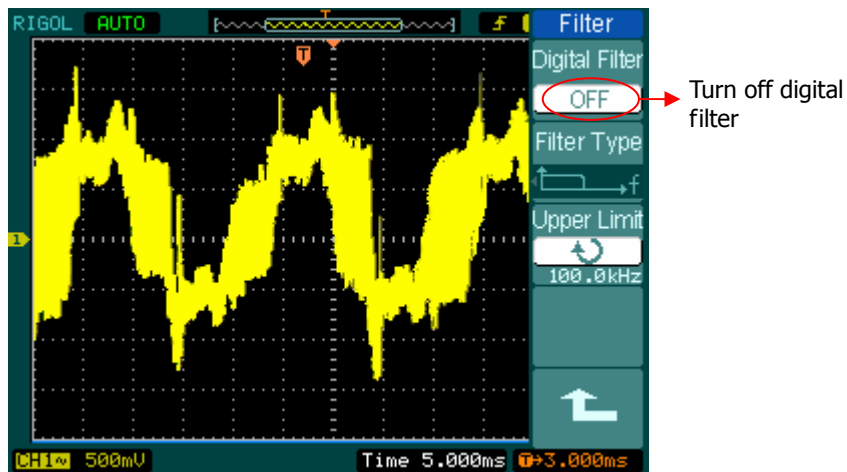 RIGOL AUTO T Filter
T
Digital Filter
OFF
Turn off digital
filter
Filter Type
f
Upper Limit
1
100.0kHz
CH1~ 500mV Time 5.000ms T→3.000ms